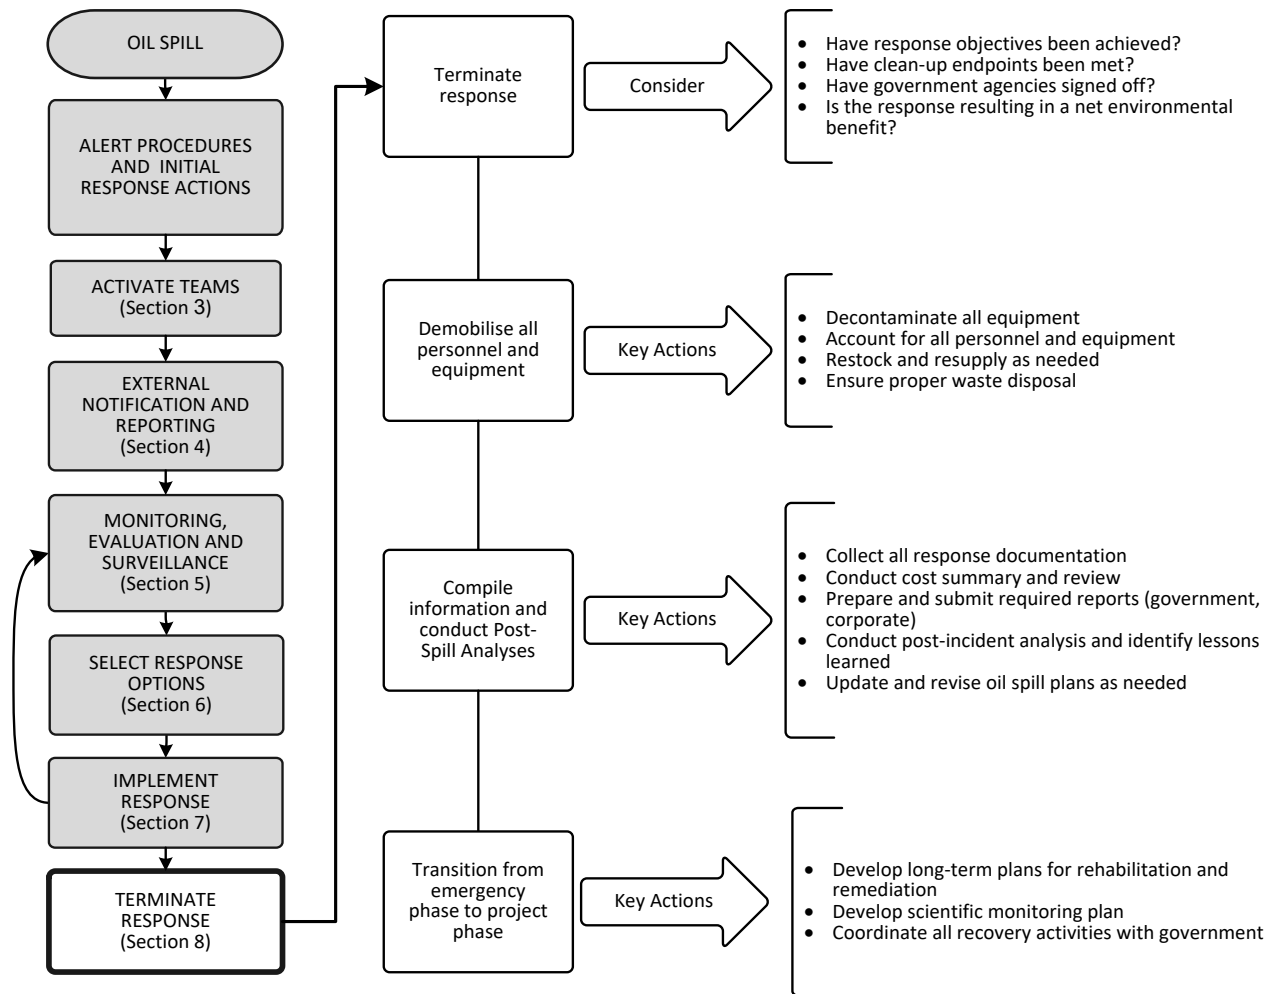 OIL SPILL
ALERT PROCEDURES
AND INITIAL
RESPONSE ACTIONS
ACTIVATE TEAMS
(Section 3)
EXTERNAL
NOTIFICATION AND
REPORTING
(Section 4)
MONITORING,
EVALUATION AND
SURVEILLANCE
(Section 5)
SELECT RESPONSE
OPTIONS
(Section 6)
IMPLEMENT
RESPONSE
(Section 7)
TERMINATE
RESPONSE
(Section 8)
Terminate
response
Consider
• Have response objectives been achieved?
• Have clean-up endpoints been met?
• Have government agencies signed off?
• Is the response resulting in a net environmental
benefit?
Demobilise all
personnel and
equipment
Key Actions
• Decontaminate all equipment
• Account for all personnel and equipment
• Restock and resupply as needed
• Ensure proper waste disposal
Compile
information and
conduct Post-
Spill Analyses
Key Actions
• Collect all response documentation
• Conduct cost summary and review
• Prepare and submit required reports (government,
corporate)
• Conduct post-incident analysis and identify lessons
learned
• Update and revise oil spill plans as needed
Transition from
emergency
phase to project
phase
Key Actions
• Develop long-term plans for rehabilitation and
remediation
• Develop scientific monitoring plan
• Coordinate all recovery activities with government